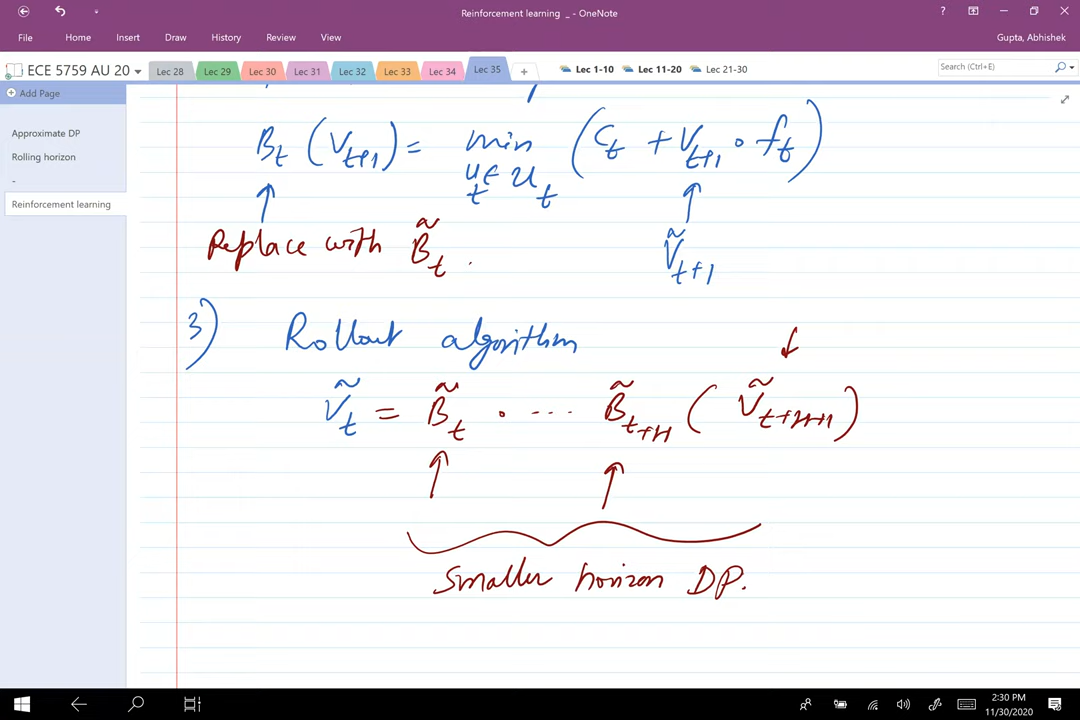 Reinforcement learning _ - OneNote
?
Gupta, Abhishek
File Home Insert Draw History Review View
ECE 5759 AU 20 Lec 28 Lec 29 Lec 30 Lec 31 Lec 32 Lec 33 Lec 34 Lec 35 + Lec 1-10 Lec 11-20 Lec 21-30 Search (Ctrl+E)
Add Page
Approximate DP
Rolling horizon
-
Reinforcement learning
B_t (V_{t+1}) = min_{u_t ∈ U_t} (C_t + V_{t+1} ∘ f_t)
Replace with B̃_t . Ṽ_{t+1}
3) Rollout algorithm
Ṽ_t = B̃_t ∘ ... B̃_{t+H} ( Ṽ_{t+H+1} )
Smaller horizon DP.
2:30 PM
11/30/2020